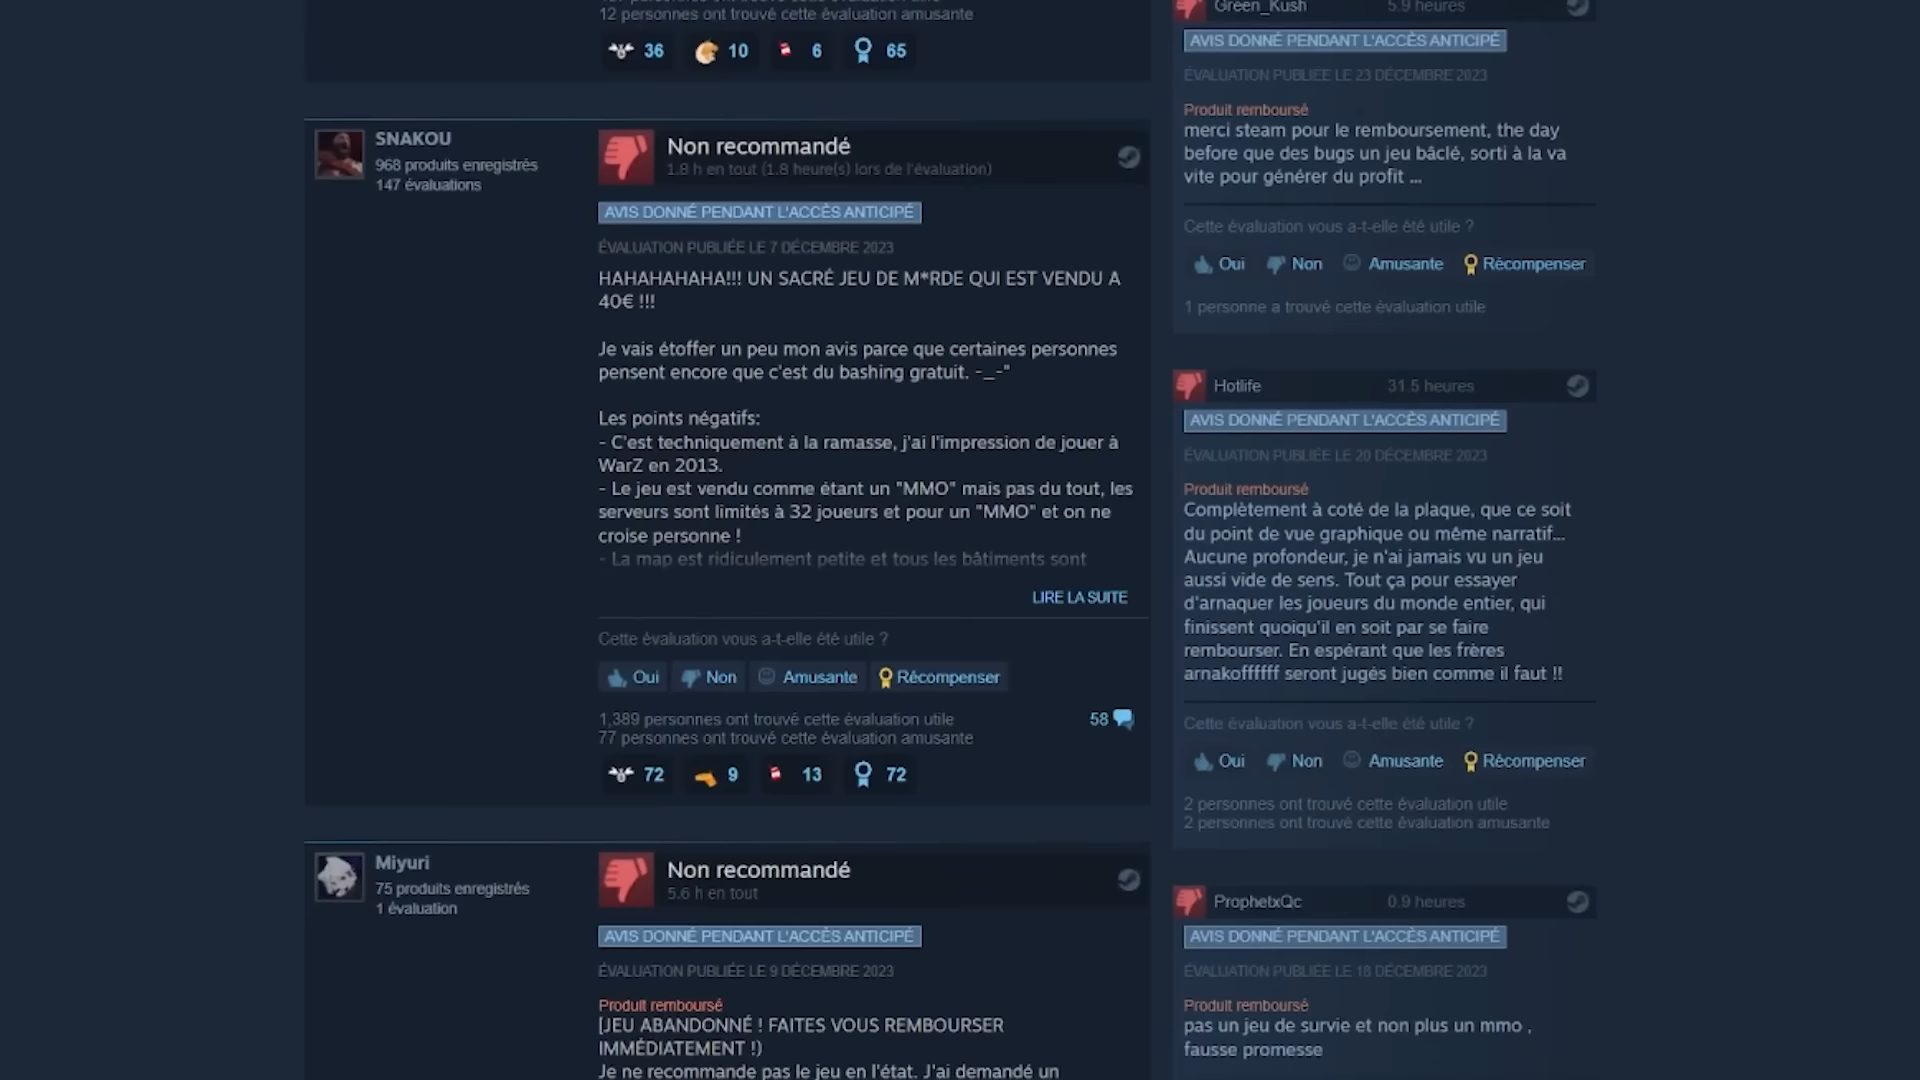 12 personnes ont trouvé cette évaluation amusante
36 10 6 65
SNAKOU
968 produits enregistrés
147 évaluations
Non recommandé
1.8 h en tout (1.8 heure(s) lors de l'évaluation)
AVIS DONNÉ PENDANT L'ACCÈS ANTICIPÉ
ÉVALUATION PUBLIÉE LE 7 DÉCEMBRE 2023
HAHAHAHAHA!!! UN SACRÉ JEU DE M*RDE QUI EST VENDU A
40€ !!!
Je vais étoffer un peu mon avis parce que certaines personnes
pensent encore que c'est du bashing gratuit. -_-"
Les points négatifs:
- C'est techniquement à la ramasse, j'ai l'impression de jouer à
WarZ en 2013.
- Le jeu est vendu comme étant un "MMO" mais pas du tout, les
serveurs sont limités à 32 joueurs et pour un "MMO" et on ne
croise personne !
- La map est ridiculement petite et tous les bâtiments sont
LIRE LA SUITE
Cette évaluation vous a-t-elle été utile ?
Oui Non Amusante Récompenser
1,389 personnes ont trouvé cette évaluation utile
58
77 personnes ont trouvé cette évaluation amusante
72 9 13 72
Miyuri
75 produits enregistrés
1 évaluation
Non recommandé
5.6 h en tout
AVIS DONNÉ PENDANT L'ACCÈS ANTICIPÉ
ÉVALUATION PUBLIÉE LE 9 DÉCEMBRE 2023
Produit remboursé
[JEU ABANDONNÉ ! FAITES VOUS REMBOURSER
IMMÉDIATEMENT !)
Je ne recommande pas le jeu en l'état. J'ai demandé un
Green_Kush 5.9 heures
AVIS DONNÉ PENDANT L'ACCÈS ANTICIPÉ
ÉVALUATION PUBLIÉE LE 23 DÉCEMBRE 2023
Produit remboursé
merci steam pour le remboursement, the day
before que des bugs un jeu bâclé, sorti à la va
vite pour générer du profit ...
Cette évaluation vous a-t-elle été utile ?
Oui Non Amusante Récompenser
1 personne a trouvé cette évaluation utile
Hotlife 31.5 heures
AVIS DONNÉ PENDANT L'ACCÈS ANTICIPÉ
ÉVALUATION PUBLIÉE LE 20 DÉCEMBRE 2023
Produit remboursé
Complètement à coté de la plaque, que ce soit
du point de vue graphique ou même narratif...
Aucune profondeur, je n'ai jamais vu un jeu
aussi vide de sens. Tout ça pour essayer
d'arnaquer les joueurs du monde entier, qui
finissent quoiqu'il en soit par se faire
rembourser. En espérant que les frères
arnakoffffff seront jugés bien comme il faut !!
Cette évaluation vous a-t-elle été utile ?
Oui Non Amusante Récompenser
2 personnes ont trouvé cette évaluation utile
2 personnes ont trouvé cette évaluation amusante
ProphetxQc 0.9 heures
AVIS DONNÉ PENDANT L'ACCÈS ANTICIPÉ
ÉVALUATION PUBLIÉE LE 18 DÉCEMBRE 2023
Produit remboursé
pas un jeu de survie et non plus un mmo ,
fausse promesse